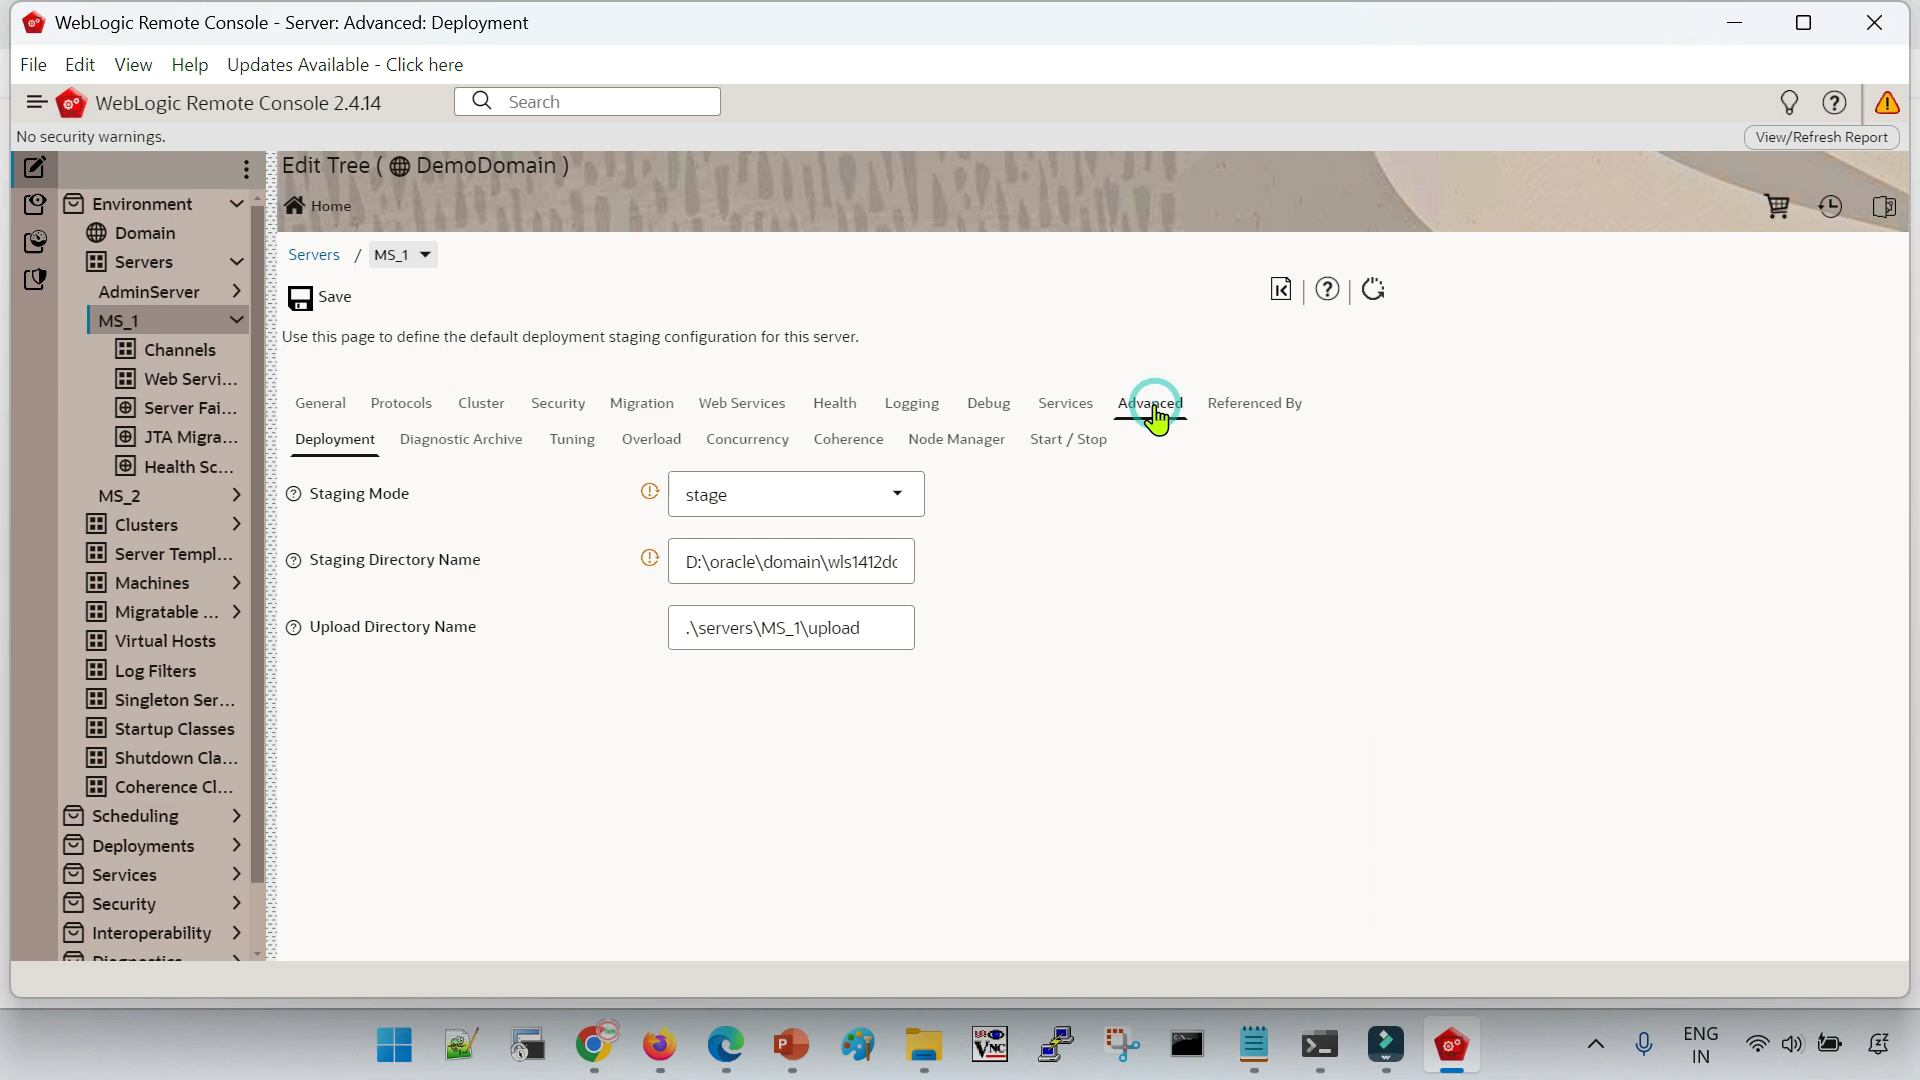 WebLogic Remote Console - Server: Advanced: Deployment
File Edit View Help Updates Available - Click here
WebLogic Remote Console 2.4.14
Search
No security warnings.
View/Refresh Report
Edit Tree ( DemoDomain )
Home
Environment
Domain
Servers
AdminServer
MS_1
Channels
Web Servi...
Server Fai...
JTA Migra...
Health Sc...
MS_2
Clusters
Server Templ...
Machines
Migratable ...
Virtual Hosts
Log Filters
Singleton Ser...
Startup Classes
Shutdown Cla...
Coherence Cl...
Scheduling
Deployments
Services
Security
Interoperability
Diagnostics
Servers / MS_1
Save
Use this page to define the default deployment staging configuration for this server.
General Protocols Cluster Security Migration Web Services Health Logging Debug Services Advanced Referenced By
Deployment Diagnostic Archive Tuning Overload Concurrency Coherence Node Manager Start / Stop
Staging Mode stage
Staging Directory Name D:\oracle\domain\wls1412dc
Upload Directory Name .\servers\MS_1\upload
ENG
IN